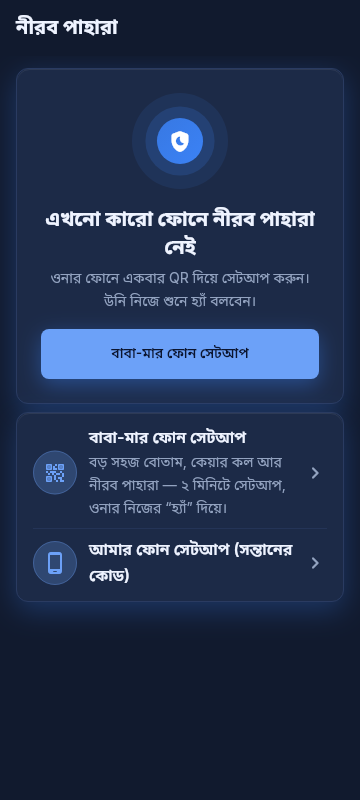 নীরব পাহারা
এখনো কারো ফোনে নীরব পাহারা
নেই
ওনার ফোনে একবার QR দিয়ে সেটআপ করুন।
উনি নিজে শুনে হ্যাঁ বলবেন।
বাবা-মার ফোন সেটআপ
বাবা-মার ফোন সেটআপ
বড় সহজ বোতাম, কেয়ার কল আর
নীরব পাহারা — ২ মিনিটে সেটআপ,
ওনার নিজের “হ্যাঁ” দিয়ে।
আমার ফোন সেটআপ (সন্তানের
কোড)